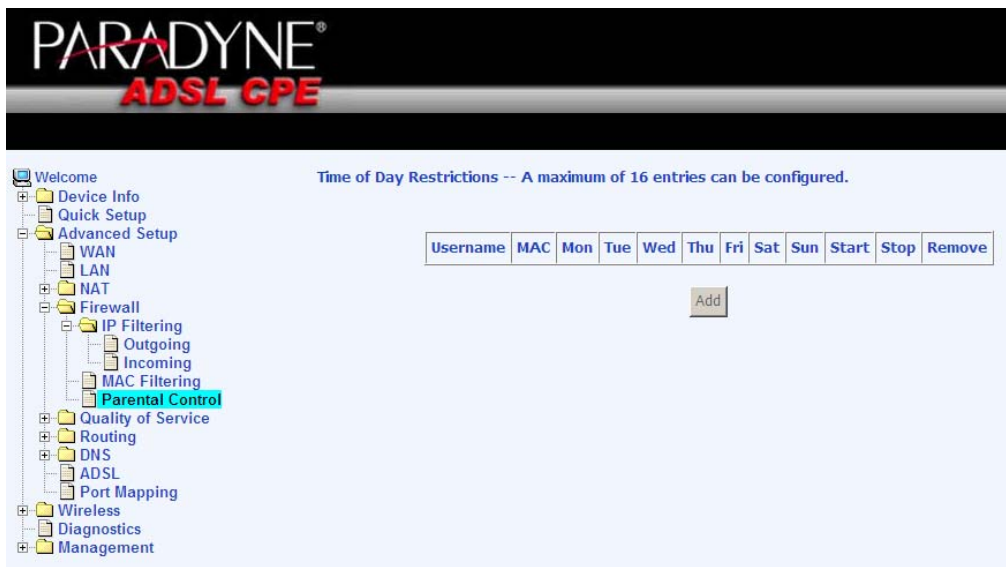 PARADYNE®
ADSL CPE
Welcome
Device Info
Quick Setup
Advanced Setup
WAN
LAN
NAT
Firewall
IP Filtering
Outgoing
Incoming
MAC Filtering
Parental Control
Quality of Service
Routing
DNS
ADSL
Port Mapping
Wireless
Diagnostics
Management
Time of Day Restrictions -- A maximum of 16 entries can be configured.
Username MAC Mon Tue Wed Thu Fri Sat Sun Start Stop Remove
Add